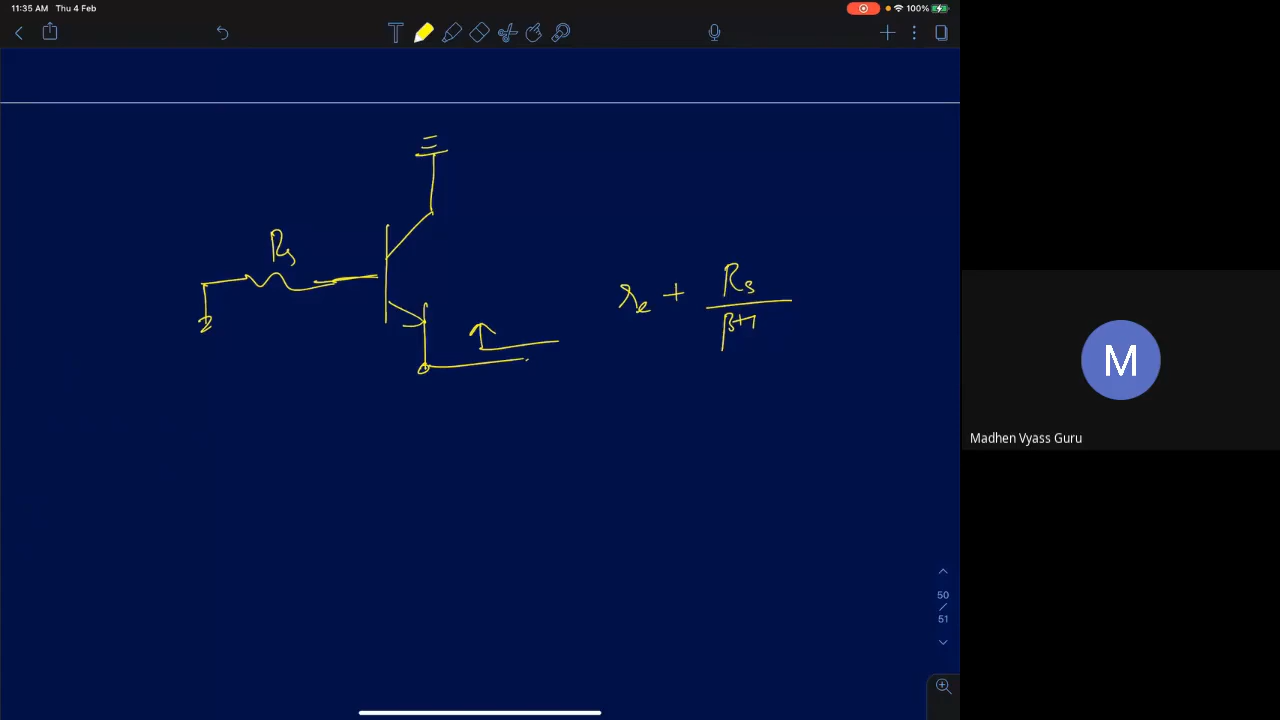 11:35 AM Thu 4 Feb
100%
T
Rs
re + Rs
β+1
M
Madhen Vyass Guru
50
/
51